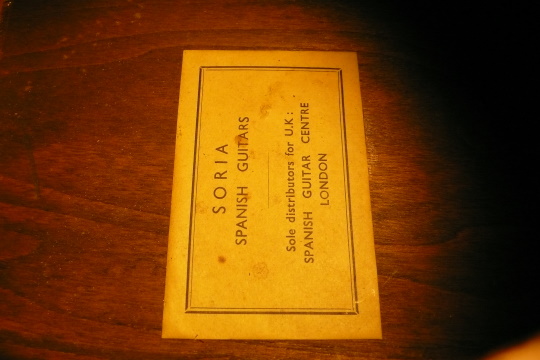 SORIA
SPANISH GUITARS
Sole distributors for U.K:
SPANISH GUITAR CENTRE
LONDON